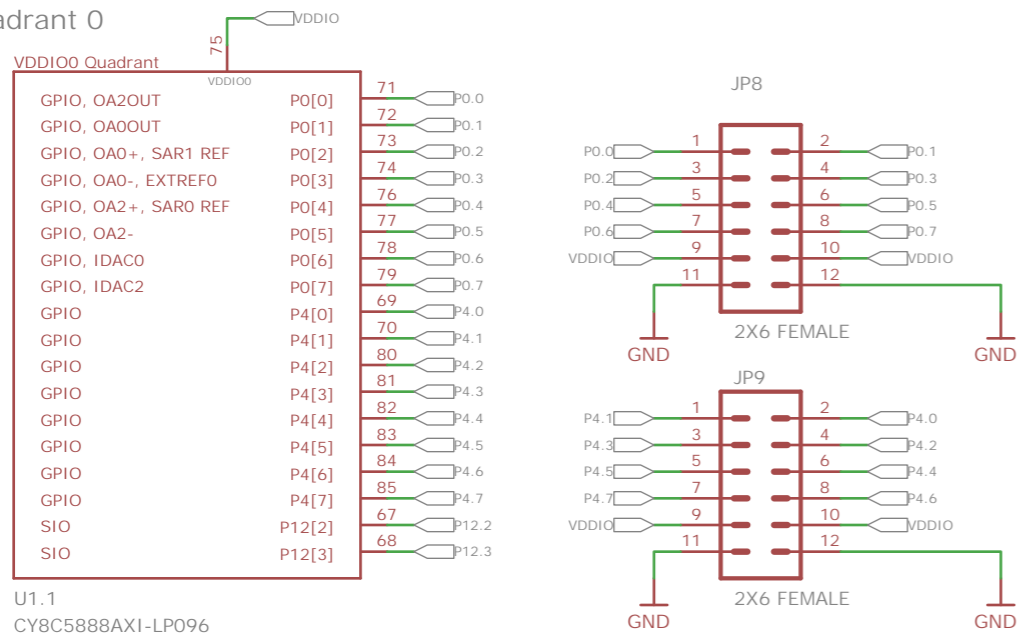 adrant 0
VDDIO
75
VDDIO0 Quadrant
VDDIO0
GPIO, OA2OUT P0[0] 71 P0.0
GPIO, OA0OUT P0[1] 72 P0.1
GPIO, OA0+, SAR1 REF P0[2] 73 P0.2
GPIO, OA0-, EXTREF0 P0[3] 74 P0.3
GPIO, OA2+, SAR0 REF P0[4] 76 P0.4
GPIO, OA2- P0[5] 77 P0.5
GPIO, IDAC0 P0[6] 78 P0.6
GPIO, IDAC2 P0[7] 79 P0.7
GPIO P4[0] 69 P4.0
GPIO P4[1] 70 P4.1
GPIO P4[2] 80 P4.2
GPIO P4[3] 81 P4.3
GPIO P4[4] 82 P4.4
GPIO P4[5] 83 P4.5
GPIO P4[6] 84 P4.6
GPIO P4[7] 85 P4.7
SIO P12[2] 67 P12.2
SIO P12[3] 68 P12.3
U1.1
CY8C5888AXI-LP096
JP8
P0.0 1 2 P0.1
P0.2 3 4 P0.3
P0.4 5 6 P0.5
P0.6 7 8 P0.7
VDDIO 9 10 VDDIO
11 12
2X6 FEMALE
GND GND
JP9
P4.1 1 2 P4.0
P4.3 3 4 P4.2
P4.5 5 6 P4.4
P4.7 7 8 P4.6
VDDIO 9 10 VDDIO
11 12
2X6 FEMALE
GND GND